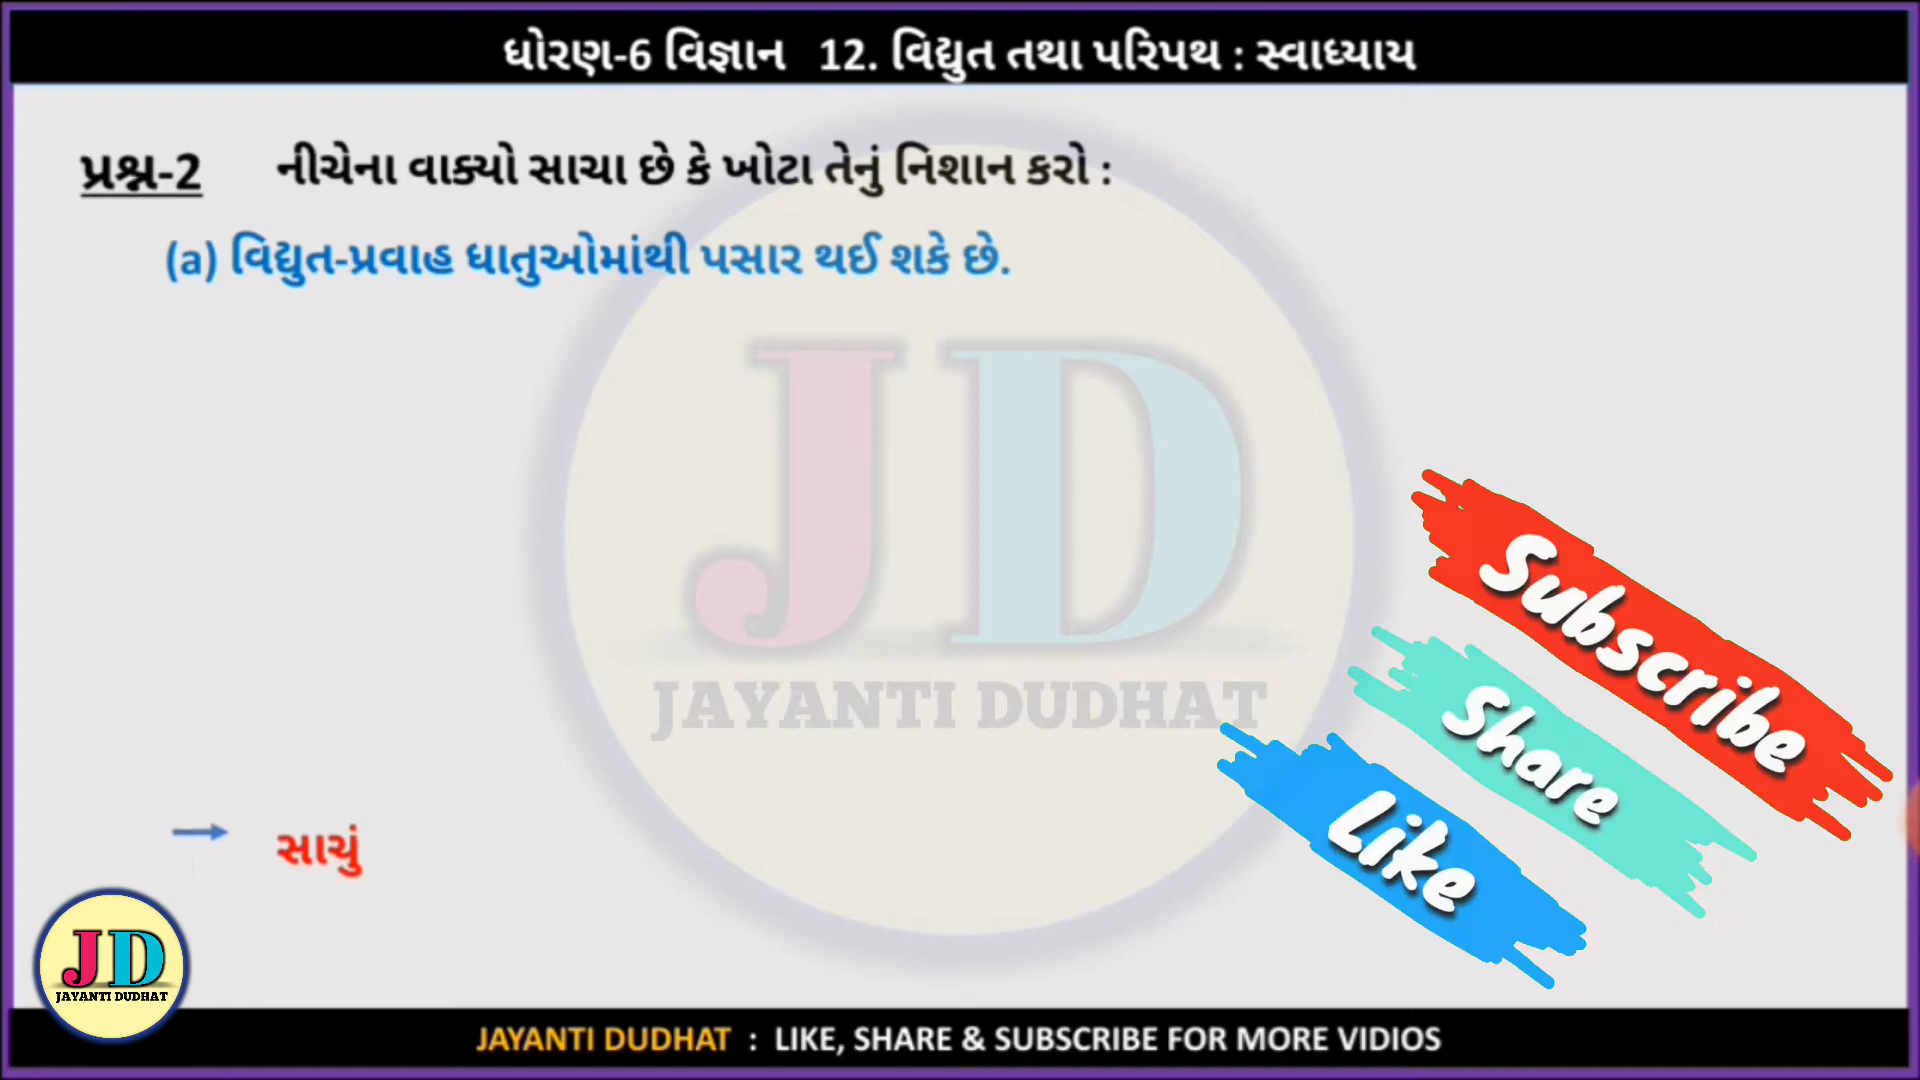 ધોરણ-6 વિજ્ઞાન 12. વિદ્યુત તથા પરિપથ : સ્વાધ્યાય
પ્રશ્ન-2 નીચેના વાક્યો સાચા છે કે ખોટા તેનું નિશાન કરો :
(a) વિદ્યુત-પ્રવાહ ધાતુઓમાંથી પસાર થઈ શકે છે.
JD
JAYANTI DUDHAT
Subscribe
Share
Like
સાચું
JD
JAYANTI DUDHAT
JAYANTI DUDHAT : LIKE, SHARE & SUBSCRIBE FOR MORE VIDIOS